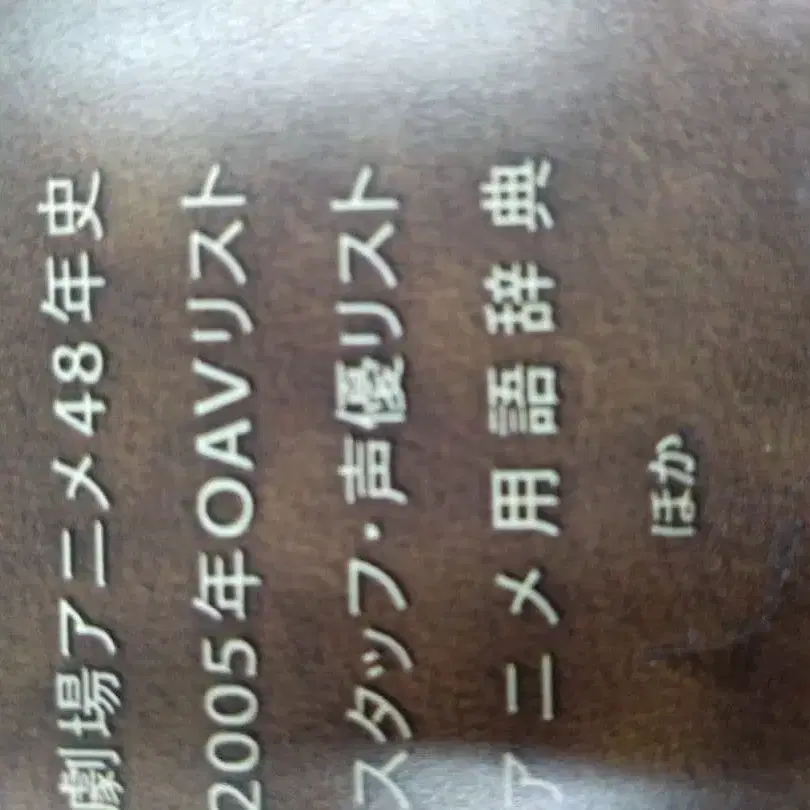 劇場アニメ48年史
2005年OAVリスト
スタッフ・声優リスト
アニメ用語辞典
ほか